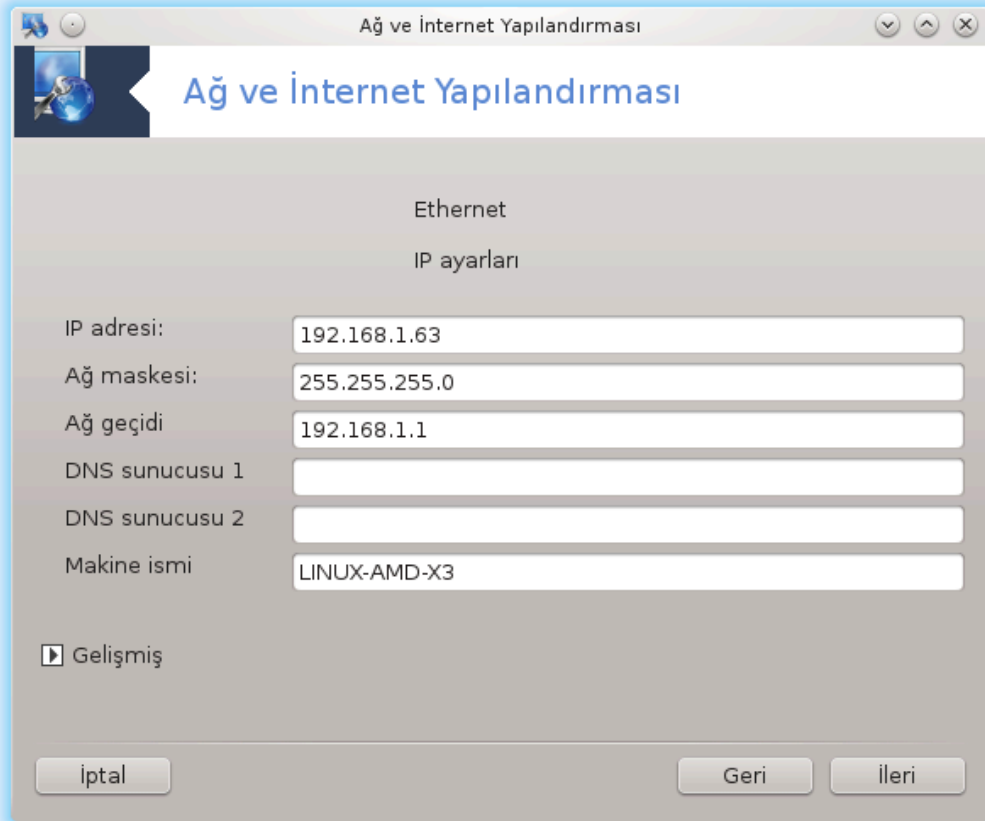 Ağ ve İnternet Yapılandırması
Ağ ve İnternet Yapılandırması
Ethernet
IP ayarları
IP adresi: 192.168.1.63
Ağ maskesi: 255.255.255.0
Ağ geçidi 192.168.1.1
DNS sunucusu 1
DNS sunucusu 2
Makine ismi LINUX-AMD-X3
Gelişmiş
İptal Geri İleri